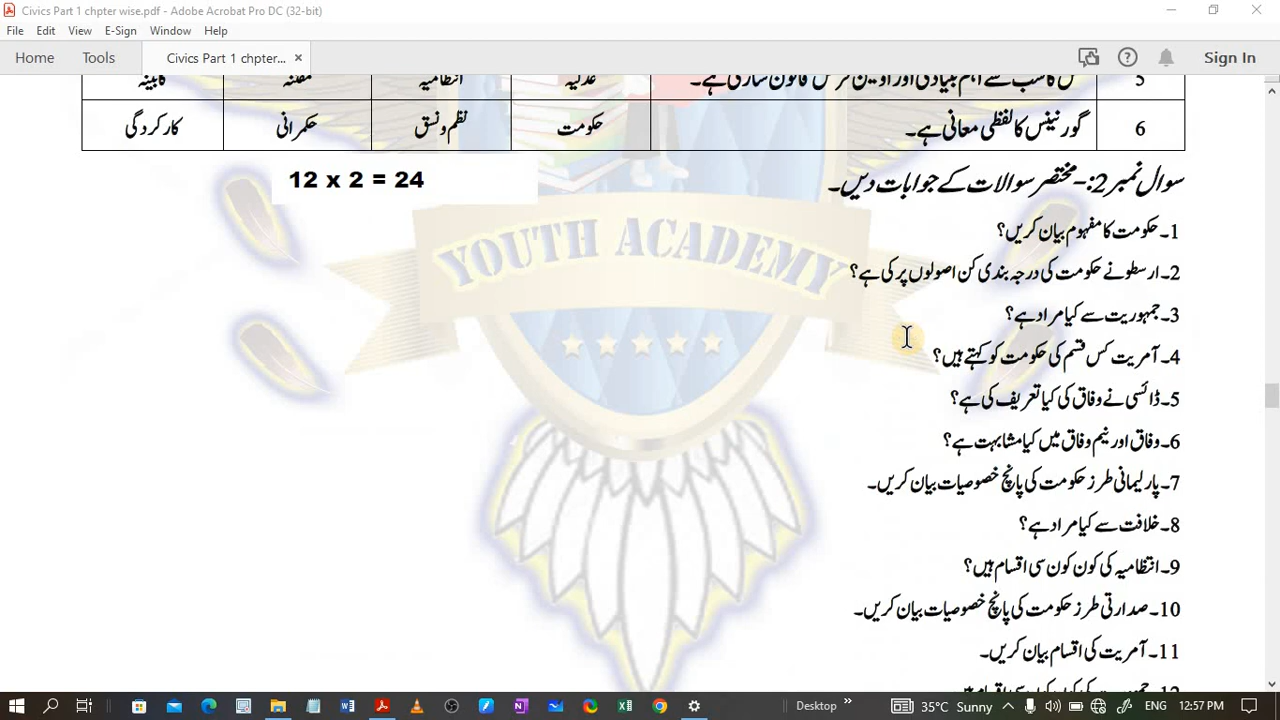 Civics Part 1 chpter wise.pdf - Adobe Acrobat Pro DC (32-bit)
File Edit View E-Sign Window Help
Home Tools Civics Part 1 chpter... × Sign In
5 عدلیہ انتظامیہ مقننہ کابینہ
6 گورنینس کا لفظی معانی ہے۔ حکومت نظم و نسق حکمرانی کارکردگی
سوال نمبر 2:- مختصر سوالات کے جوابات دیں۔ 12 x 2 = 24
1۔ حکومت کا مفہوم بیان کریں؟
2۔ ارسطو نے حکومت کی درجہ بندی کن اصولوں پر کی ہے؟
YOUTH ACADEMY
3۔ جمہوریت سے کیا مراد ہے؟
4۔ آمریت کس قسم کی حکومت کو کہتے ہیں؟
5۔ ڈائسی نے وفاق کی کیا تعریف کی ہے؟
6۔ وفاق اور نیم وفاق میں کیا مشابہت ہے؟
7۔ پارلیمانی طرز حکومت کی پانچ خصوصیات بیان کریں۔
8۔ خلافت سے کیا مراد ہے؟
9۔ انتظامیہ کی کون کون سی اقسام ہیں؟
10۔ صدارتی طرز حکومت کی پانچ خصوصیات بیان کریں۔
11۔ آمریت کی اقسام بیان کریں۔
Desktop » 35°C Sunny ENG 12:57 PM